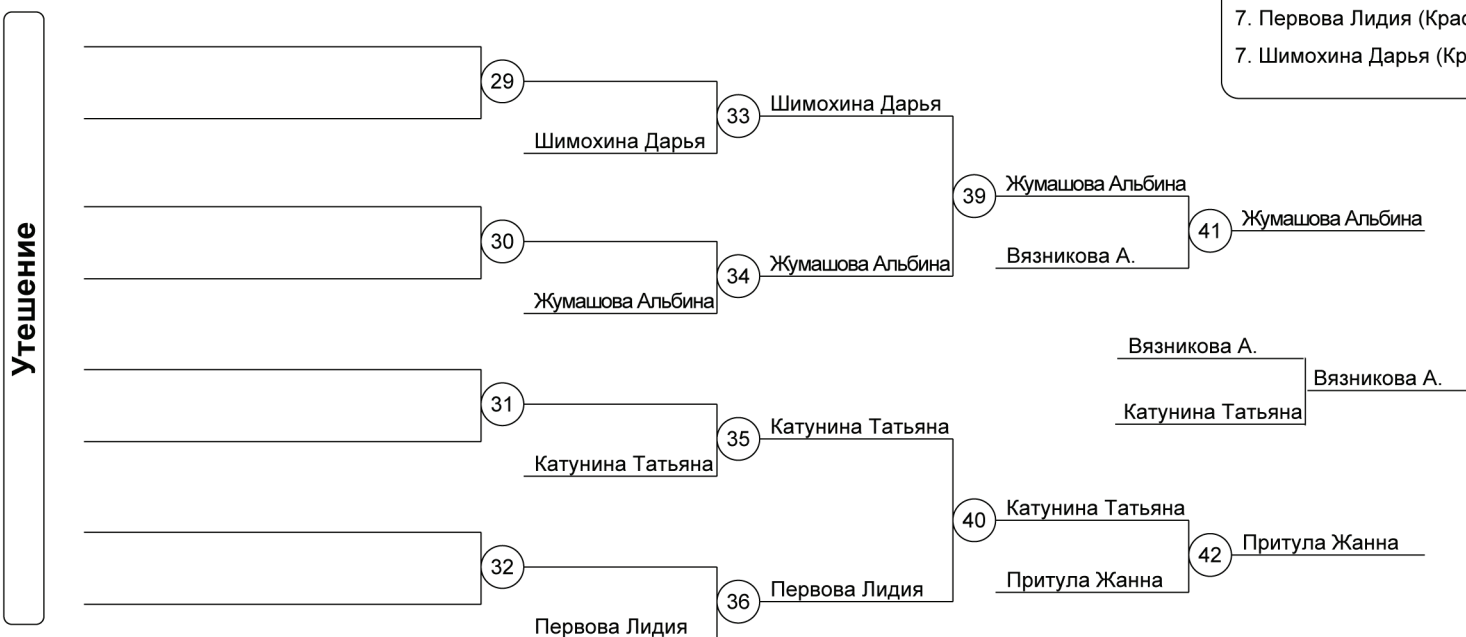 7. Первова Лидия
7. Шимохина Дарья
Утешение
29
Шимохина Дарья
33
Шимохина Дарья
39
Жумашова Альбина
Вязникова А.
41
Жумашова Альбина
30
Жумашова Альбина
34
Жумашова Альбина
Вязникова А.
Катунина Татьяна
Вязникова А.
31
Катунина Татьяна
35
Катунина Татьяна
40
Катунина Татьяна
Притула Жанна
42
Притула Жанна
32
Первова Лидия
36
Первова Лидия